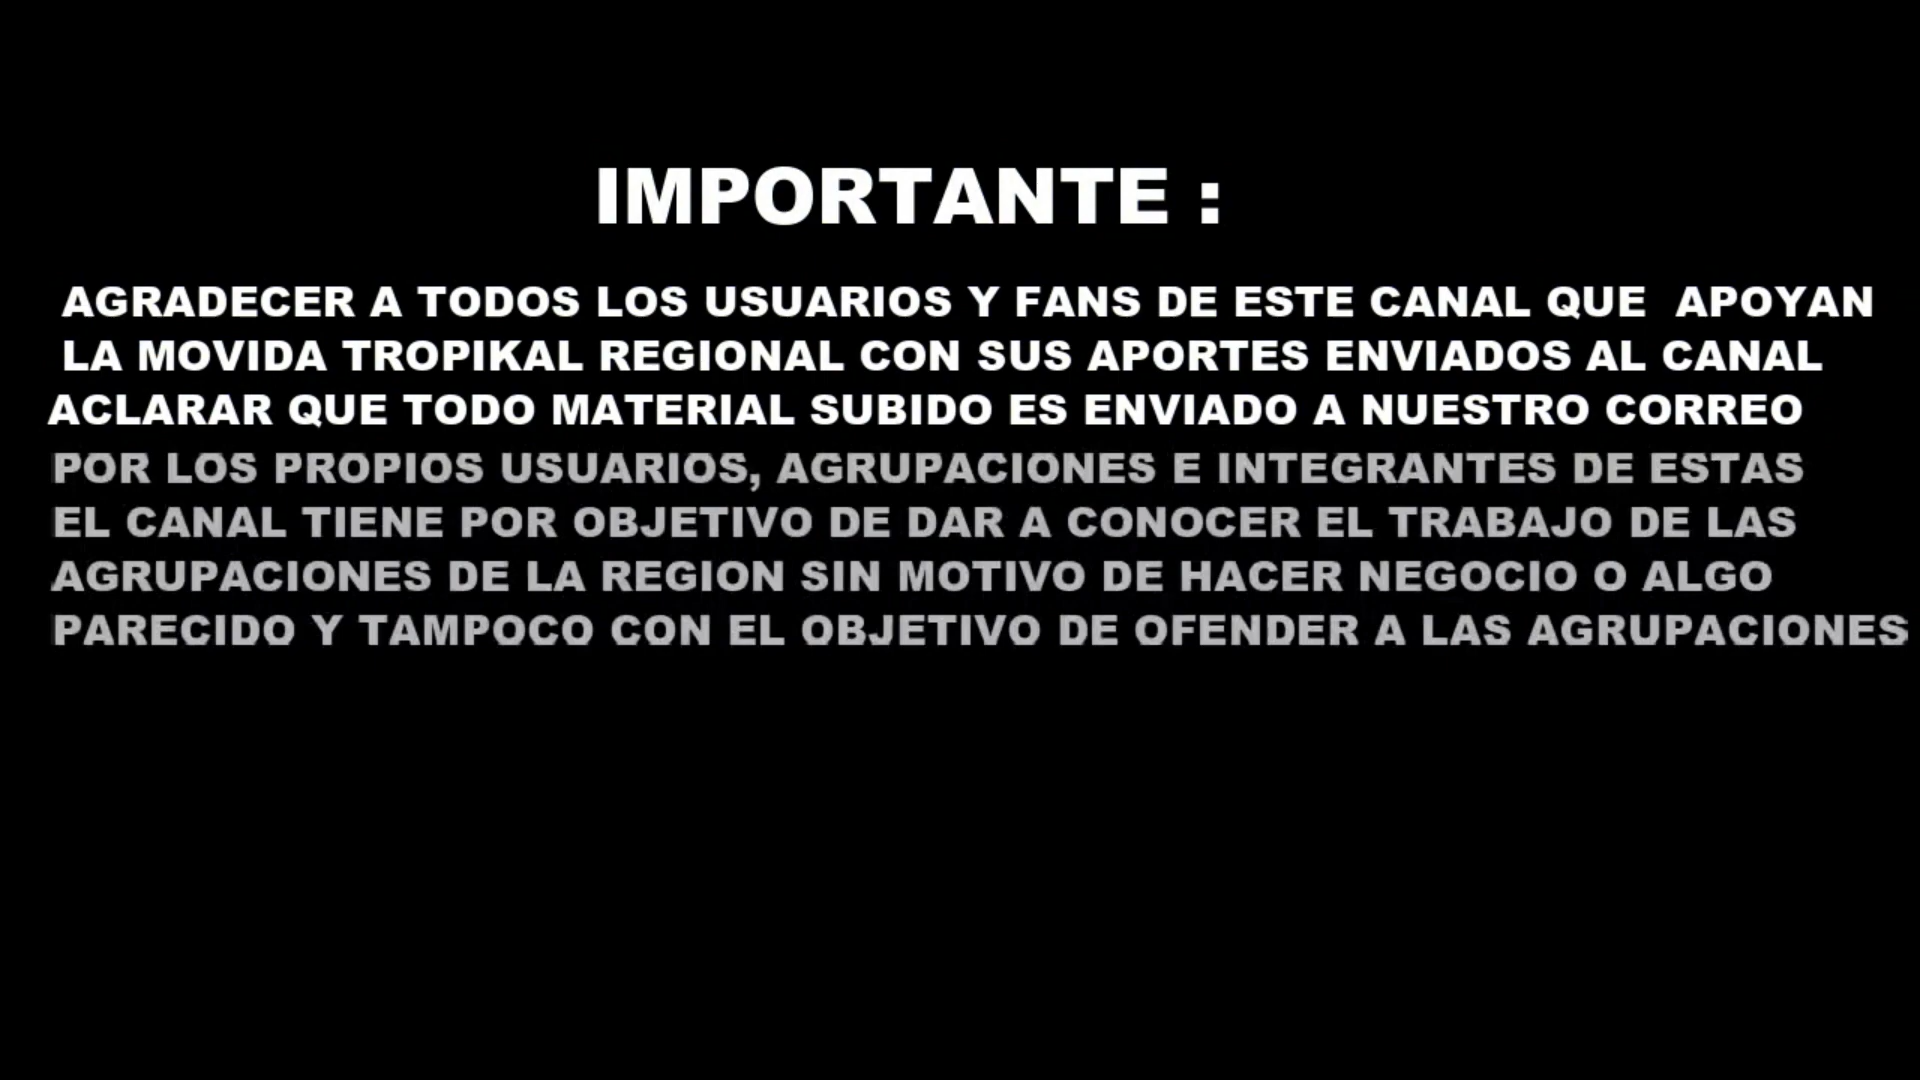 IMPORTANTE :
AGRADECER A TODOS LOS USUARIOS Y FANS DE ESTE CANAL QUE APOYAN
LA MOVIDA TROPIKAL REGIONAL CON SUS APORTES ENVIADOS AL CANAL
ACLARAR QUE TODO MATERIAL SUBIDO ES ENVIADO A NUESTRO CORREO
POR LOS PROPIOS USUARIOS, AGRUPACIONES E INTEGRANTES DE ESTAS
EL CANAL TIENE POR OBJETIVO DE DAR A CONOCER EL TRABAJO DE LAS
AGRUPACIONES DE LA REGION SIN MOTIVO DE HACER NEGOCIO O ALGO
PARECIDO Y TAMPOCO CON EL OBJETIVO DE OFENDER A LAS AGRUPACIONES